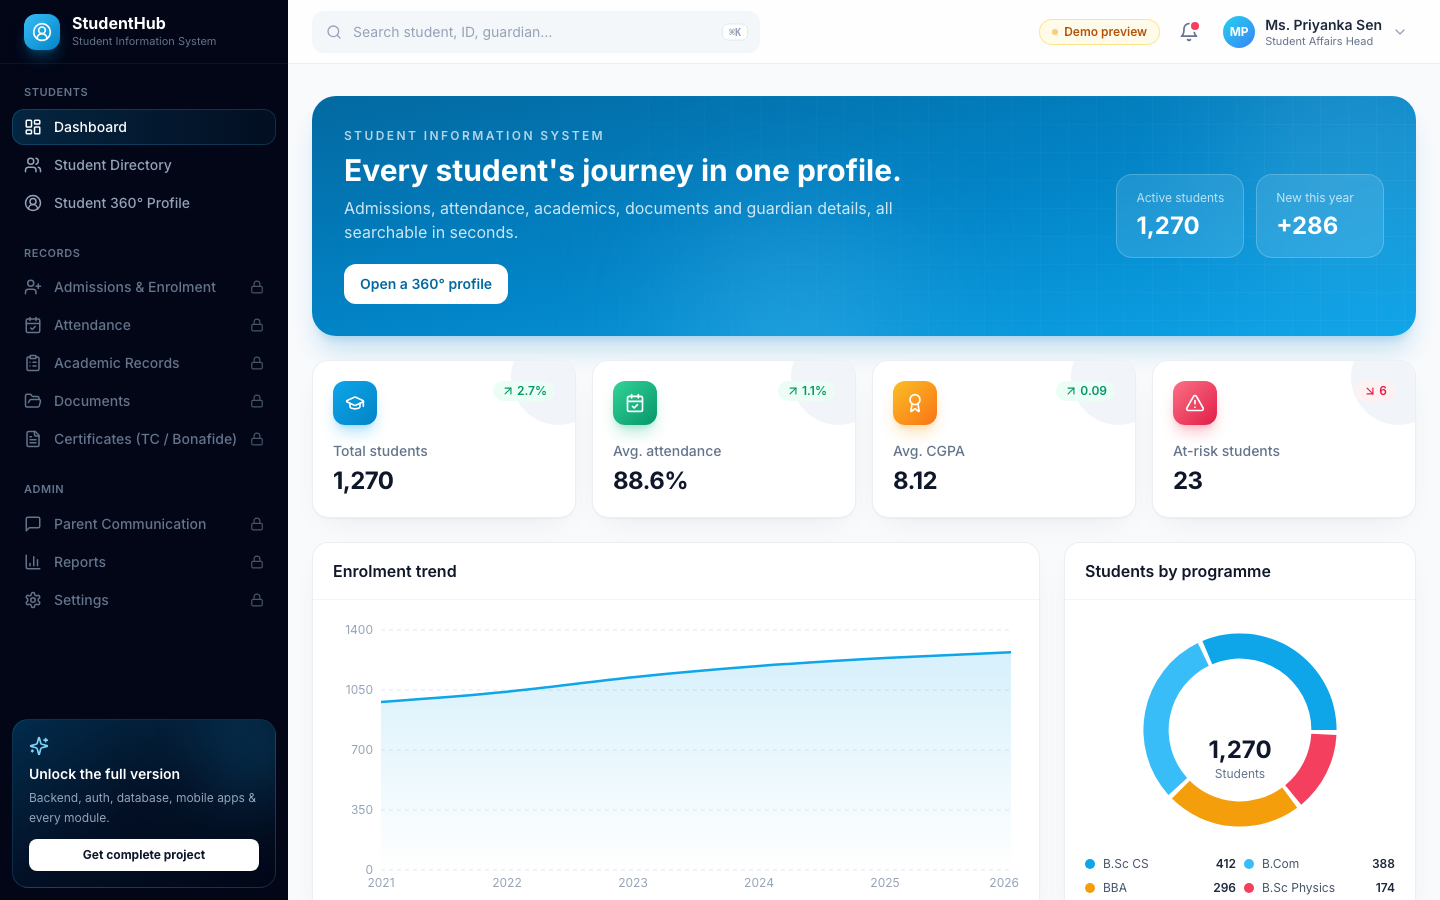 StudentHub
Student Information System
STUDENTS
Dashboard
Student Directory
Student 360° Profile
RECORDS
Admissions & Enrolment
Attendance
Academic Records
Documents
Certificates (TC / Bonafide)
ADMIN
Parent Communication
Reports
Settings
Unlock the full version
Backend, auth, database, mobile apps &
every module.
Get complete project
Search student, ID, guardian...
⌘K
Demo preview
MP
Ms. Priyanka Sen
Student Affairs Head
STUDENT INFORMATION SYSTEM
Every student's journey in one profile.
Admissions, attendance, academics, documents and guardian details, all
searchable in seconds.
Open a 360° profile
Active students
1,270
New this year
+286
2.7%
Total students
1,270
1.1%
Avg. attendance
88.6%
0.09
Avg. CGPA
8.12
6
At-risk students
23
Enrolment trend
1400
1050
700
350
0
2021 2022 2023 2024 2025 2026
Students by programme
1,270
Students
B.Sc CS 412 B.Com 388
BBA 296 B.Sc Physics 174